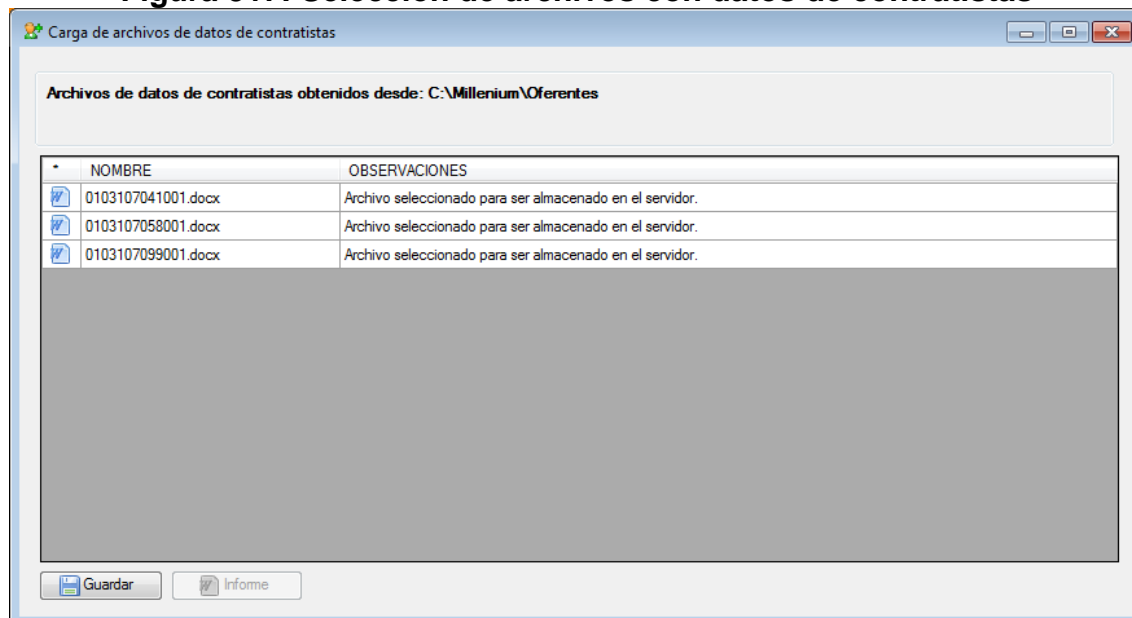 Carga de archivos de datos de contratistas
Archivos de datos de contratistas obtenidos desde: C:\Millenium\Oferentes
* NOMBRE OBSERVACIONES
0103107041001.docx Archivo seleccionado para ser almacenado en el servidor.
0103107058001.docx Archivo seleccionado para ser almacenado en el servidor.
0103107099001.docx Archivo seleccionado para ser almacenado en el servidor.
Guardar Informe